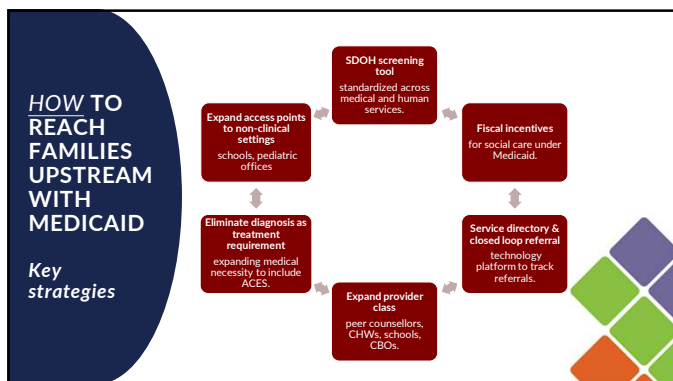 HOW TO
REACH
FAMILIES
UPSTREAM
WITH
MEDICAID
Key
strategies
SDOH screening
tool
standardized across
medical and human
services.
Fiscal incentives
for social care under
Medicaid.
Service directory &
closed loop referral
technology
platform to track
referrals.
Expand provider
class
peer counsellors,
CHWs, schools,
CBOs.
Eliminate diagnosis as
treatment
requirement
expanding medical
necessity to include
ACES.
Expand access points
to non-clinical
settings
schools, pediatric
offices